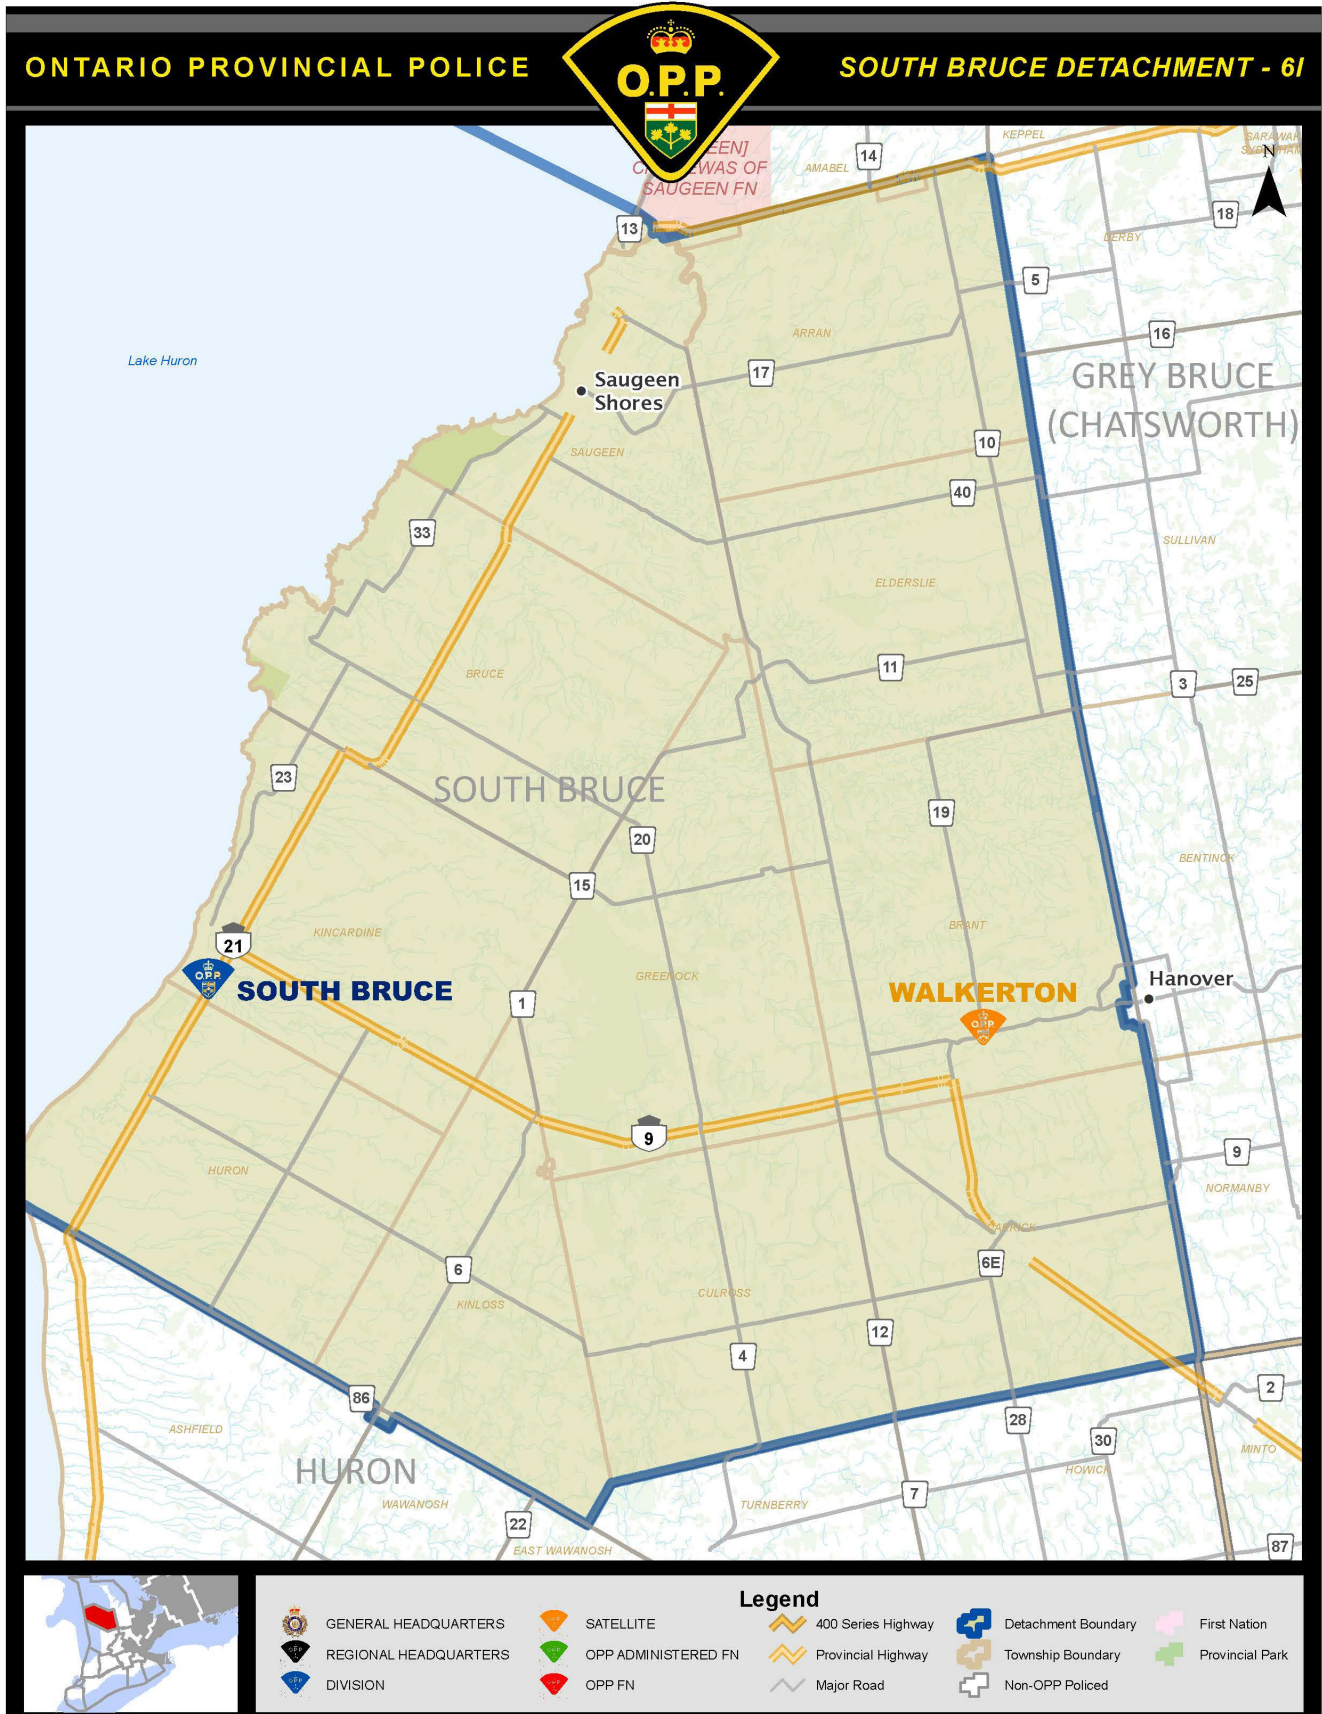 ONTARIO PROVINCIAL POLICE
O.P.P.
SOUTH BRUCE DETACHMENT - 6I
KEPPEL
14
AMABEL
OF
SAUGEEN FN
N
18
13
DERBY
5
ARRAN
16
Lake Huron
17
GREY BRUCE
(CHATSWORTH)
Saugeen
Shores
10
SAUGEEN
40
33
SULLIVAN
ELDERSLIE
11
BRUCE
3
25
23
SOUTH BRUCE
19
20
BENTINCK
15
21
KINCARDINE
BRANT
GREENOCK
Hanover
O.P.P.
SOUTH BRUCE
WALKERTON
1
O.P.P.
9
9
HURON
NORMANBY
CARRICK
6E
6
CULROSS
KINLOSS
12
4
86
2
28
ASHFIELD
30
MINTO
HURON
HOWICK
WAWANOSH
TURNBERRY
7
22
EAST WAWANOSH
87
Legend
GENERAL HEADQUARTERS
SATELLITE
400 Series Highway
Detachment Boundary
First Nation
REGIONAL HEADQUARTERS
OPP ADMINISTERED FN
Provincial Highway
Township Boundary
Provincial Park
DIVISION
OPP FN
Major Road
Non-OPP Policed